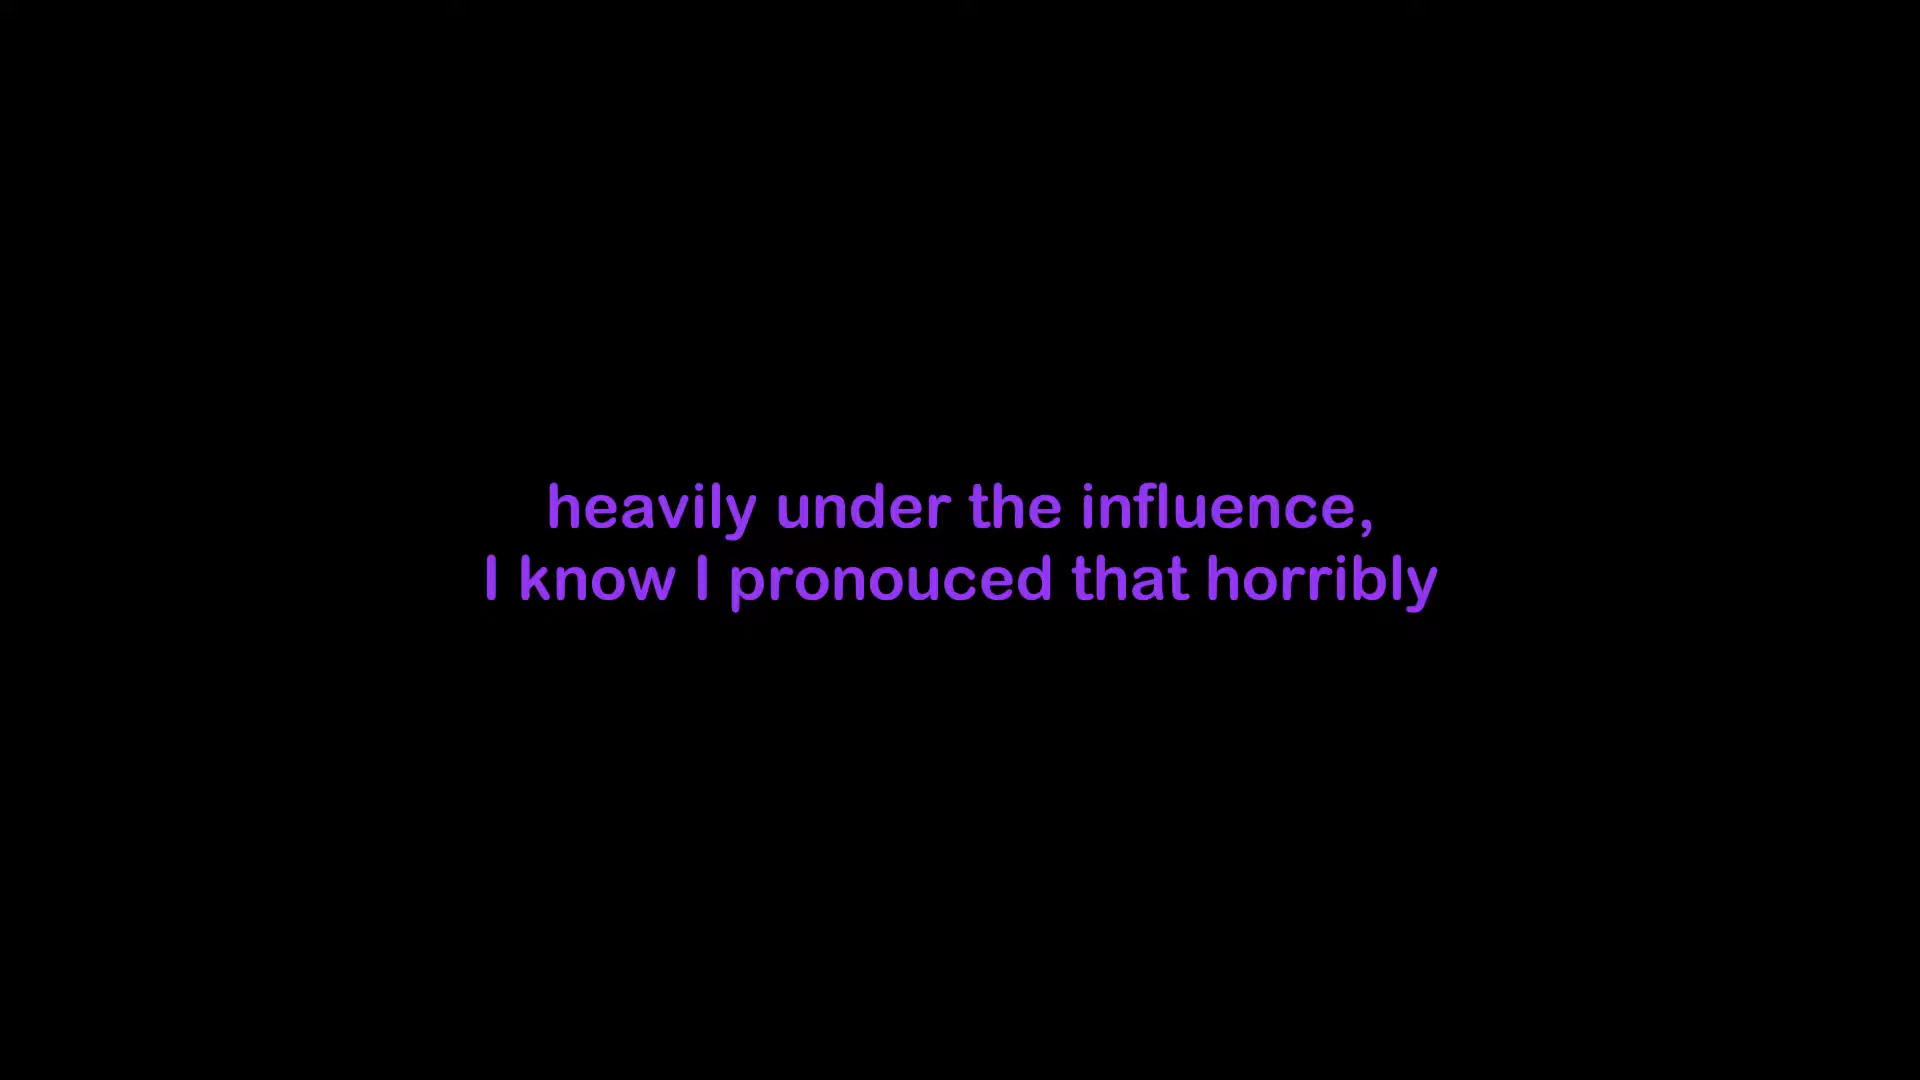 heavily under the influence,
I know I pronouced that horribly